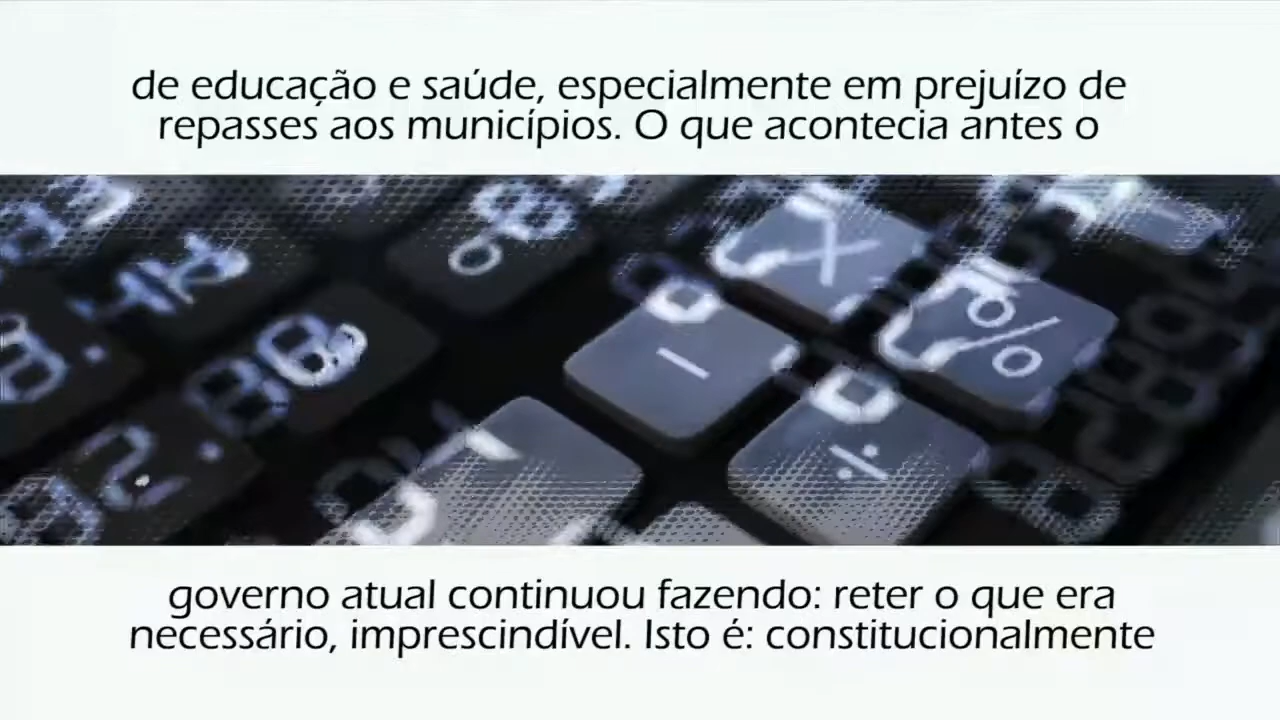 de educação e saúde, especialmente em prejuízo de
repasses aos municípios. O que acontecia antes o
governo atual continuou fazendo: reter o que era
necessário, imprescindível. Isto é: constitucionalmente